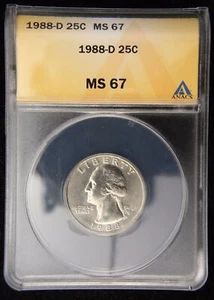 1988-D 25C MS 67
1988-D 25C
MS 67
ANACS
LIBERTY